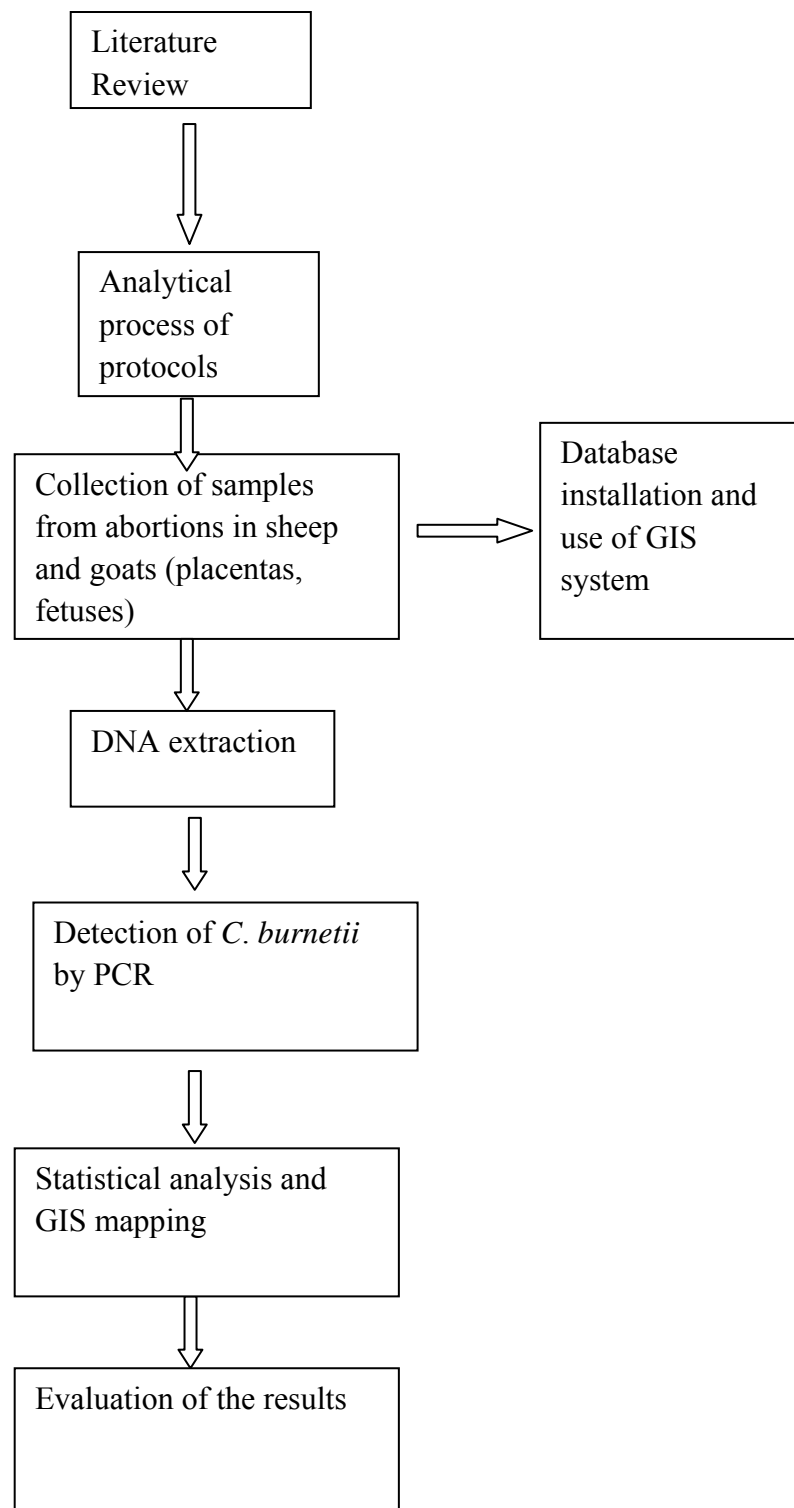 Literature
Review
Analytical
process of
protocols
Collection of samples
from abortions in sheep
and goats (placentas,
fetuses)
Database
installation and
use of GIS
system
DNA extraction
Detection of C. burnetii
by PCR
Statistical analysis and
GIS mapping
Evaluation of the results